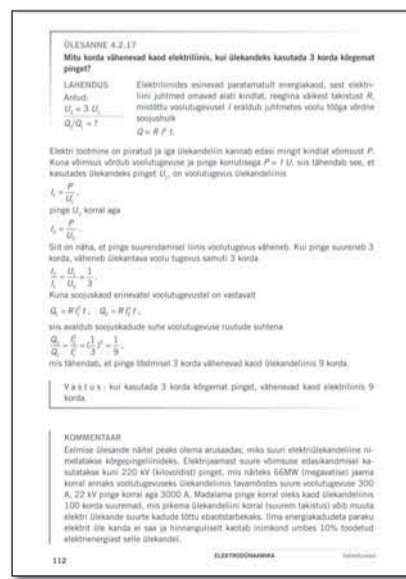 ÜLESANNE 4.2.17
Mitu korda vähenevad kaod elektriliinis, kui ülekandeks kasutada 3 korda kõrgemat
pinget?
LAHENDUS
Antud:
U₂ = 3 U₁
Q₁/Q₂ = ?
Elektriliinides esinevad paratamatult energiakaod, sest elektri-
liini juhtmed omavad alati kindlat, reeglina väikest takistust R,
mistõttu voolutugevusel I eraldub juhtmetes voolu tööga võrdne
soojushulk
Q = R I² t.
Elektri tootmine on piiratud ja iga ülekandeliin kannab edasi mingit kindlat võimsust P.
Kuna võimsus võrdub voolutugevuse ja pinge korrutisega P = I U, siis tähendab see, et
kasutades ülekandeks pinget U₁, on voolutugevus ülekandeliinis
I₁ = P/U₁ ,
pinge U₂ korral aga
I₂ = P/U₂ .
Siit on näha, et pinge suurendamisel liinis voolutugevus väheneb. Kui pinge suureneb 3
korda, väheneb ülekantava voolu tugevus samuti 3 korda
I₂/I₁ = U₁/U₂ = 1/3 .
Kuna soojuskaod erinevatel voolutugevustel on vastavalt
Q₁ = R I₁² t , Q₂ = R I₂² t ,
siis avaldub soojuskadude suhe voolutugevuse ruutude suhtena
Q₂/Q₁ = I₂²/I₁² = (1/3)² = 1/9 ,
mis tähendab, et pinge tõstmisel 3 korda vähenevad kaod ülekandeliinis 9 korda.
Vastus: kui kasutada 3 korda kõrgemat pinget, vähenevad kaod elektriliinis 9
korda.
KOMMENTAAR
Eelmise ülesande näitel peaks olema arusaadav, miks suuri elektriülekandeliine ni-
metatakse kõrgepingeliinideks. Elektrijaamast suure võimsuse edasikandmisel ka-
sutatakse kuni 220 kV (kilovoldist) pinget, mis näiteks 66MW (megavatise) jaama
korral annaks voolutugevuseks ülekandeliinis tavamõistes suure voolutugevuse 300
A, 22 kV pinge korral aga 3000 A. Madalama pinge korral oleks kaod ülekandeliinis
100 korda suuremad, mis pikema ülekandeliini korral (suurem takistus) võib muuta
elektri ülekande suurte kadude tõttu ebaotstarbekaks. Ilma energiakadudeta paraku
elektrit üle kanda ei saa ja hinnanguliselt kaotab inimkond umbes 10% toodetud
elektrienergiast selle ülekandel.
112
ELEKTRODÜNAAMIKA
Vahelduvvool